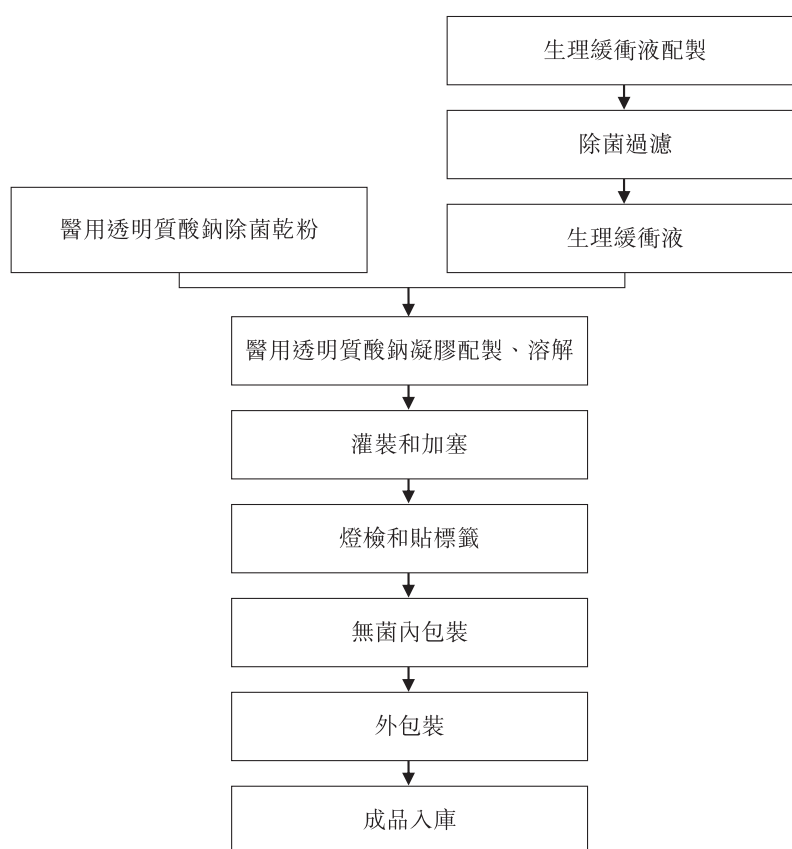 生理緩衝液配製
除菌過濾
醫用透明質酸鈉除菌乾粉
生理緩衝液
醫用透明質酸鈉凝膠配製、溶解
灌裝和加塞
燈檢和貼標籤
無菌內包裝
外包裝
成品入庫